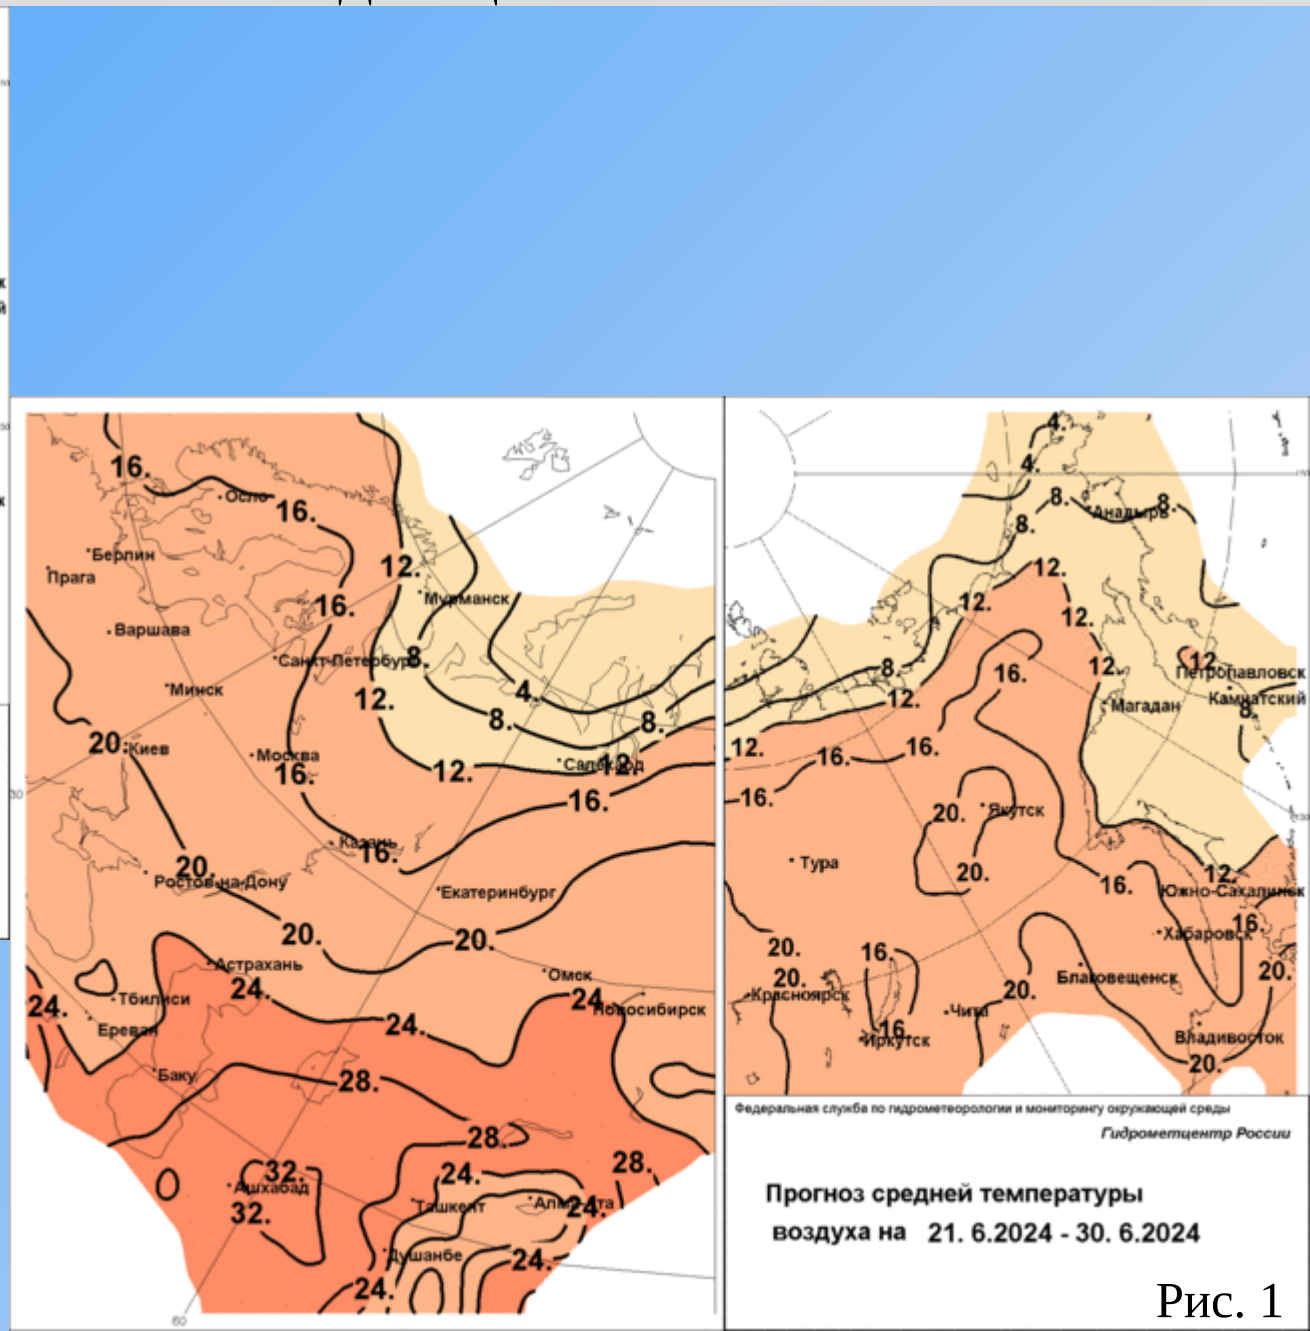 16.
Осло
16.
Берлин
Прага
12.
Мурманск
16.
Варшава
Санкт-Петербург
8.
Минск
12.
4.
8.
8.
20.
Киев
Москва
16.
12.
Салехард
12.
16.
Казань
16.
20.
Ростов-на-Дону
Екатеринбург
20.
20.
Астрахань
Омск
24.
24.
Новосибирск
24.
Тбилиси
Ереван
24.
Баку
28.
28.
28.
32.
Ашхабад
24.
Ташкент
Алма-Ата
24.
32.
Душанбе
24.
24.
30
60
4.
4.
8.
Анадырь
8.
8.
12.
12.
12.
12.
12.
Петропавловск
Камчатский
8.
16.
8.
12.
Магадан
12.
16.
16.
16.
20.
Якутск
Тура
20.
16.
12.
Южно-Сахалинск
16.
Хабаровск
20.
16.
20.
Красноярск
20.
Благовещенск
20.
Чита
16.
Иркутск
Владивосток
20.
Федеральная служба по гидрометеорологии и мониторингу окружающей среды
Гидрометцентр России
Прогноз средней температуры
воздуха на 21. 6.2024 - 30. 6.2024
Рис. 1